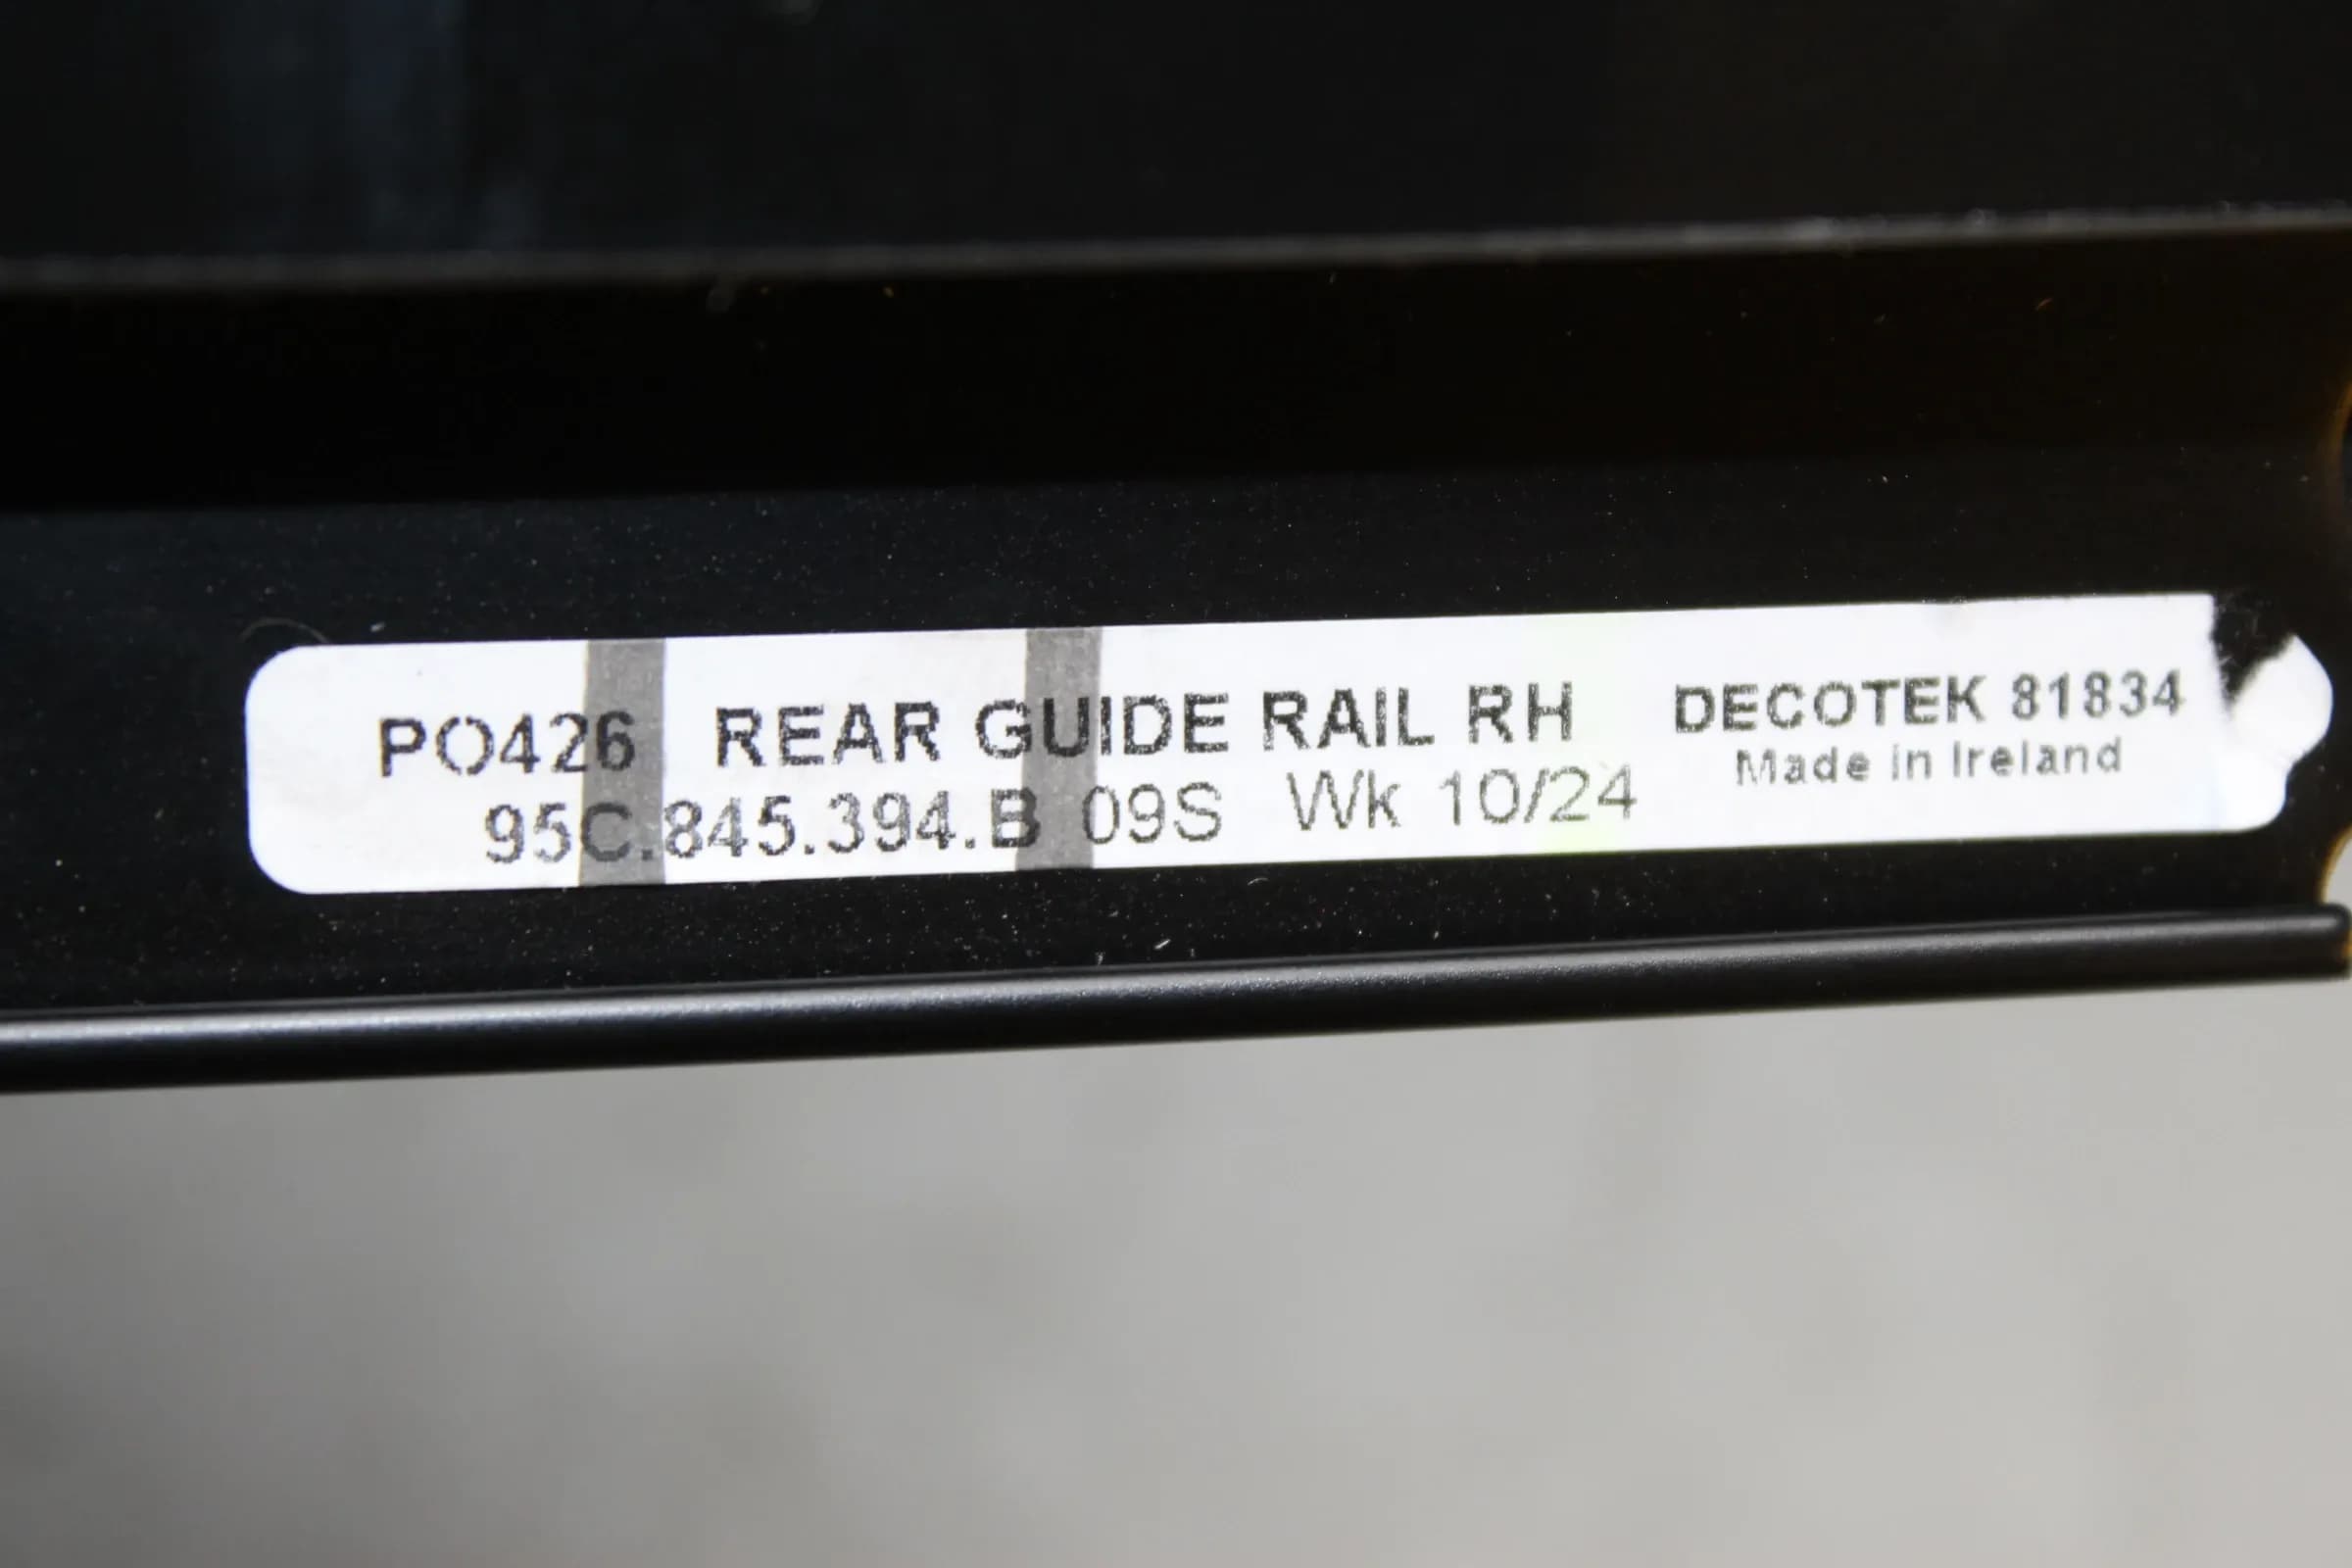 PO426 REAR GUIDE RAIL RH DECOTEK 81834
95C.845.394.B 09S Wk 10/24 Made in Ireland